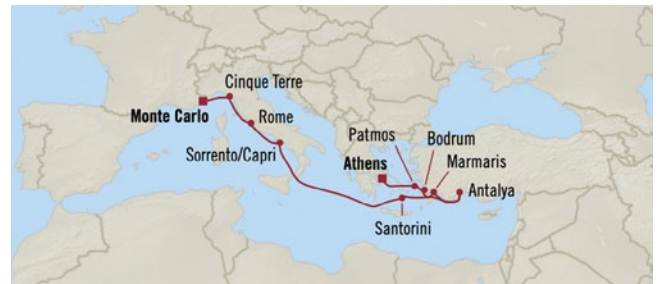 Cinque Terre
Monte Carlo
Rome
Sorrento/Capri
Patmos
Bodrum
Athens
Marmaris
Antalya
Santorini